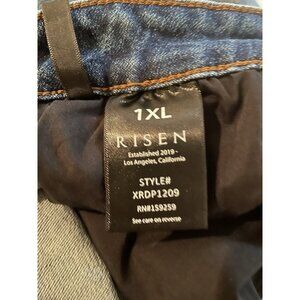 1XL
RISEN
Established 2019 -
Los Angeles, California
STYLE#
XRDP1209
RN#159259
See care on reverse